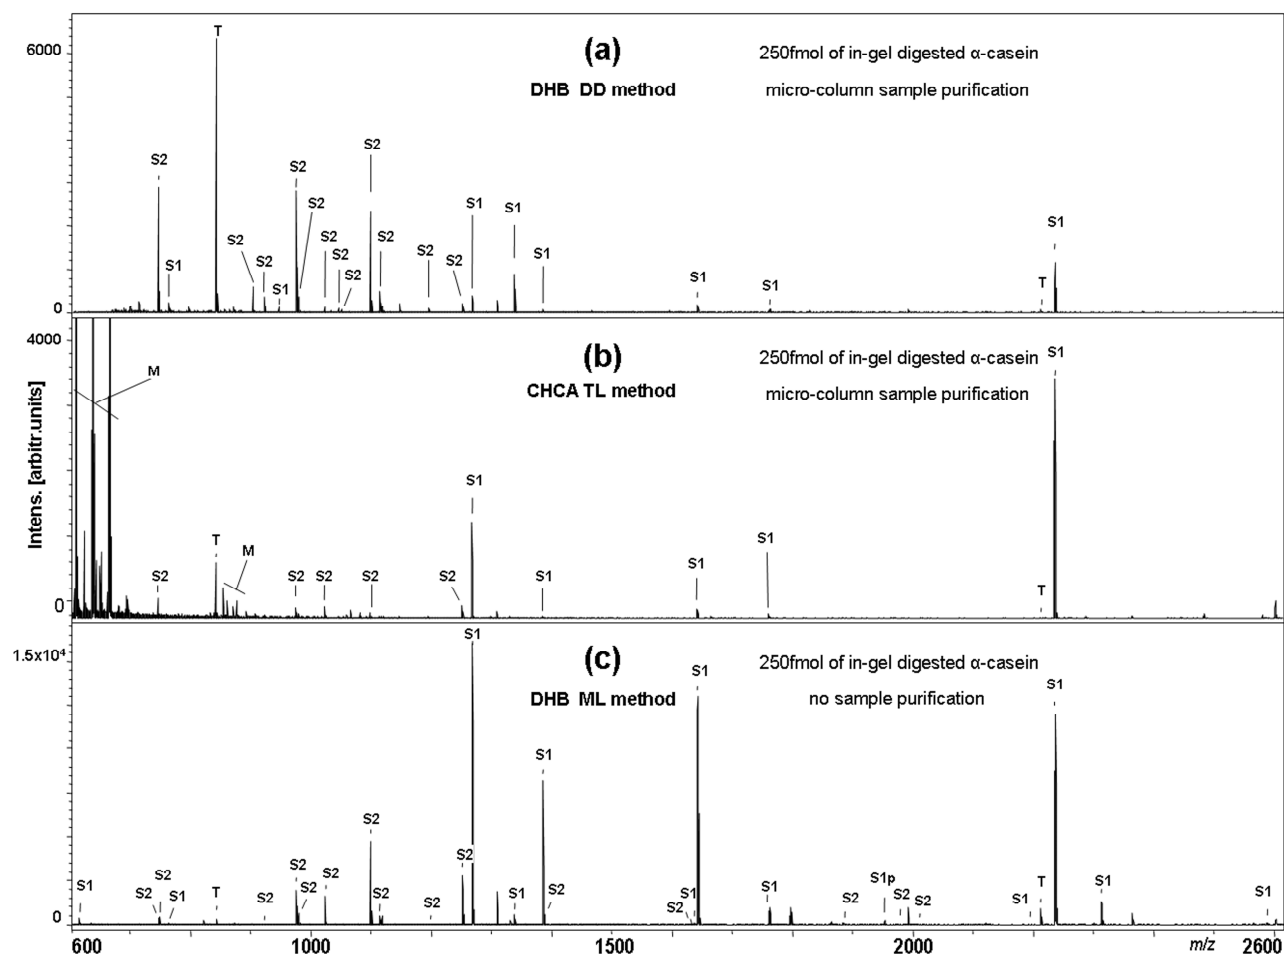 T
(a)
250fmol of in-gel digested α-casein
6000
DHB DD method
micro-column sample purification
S2
S2
S2
S2
S1
S1
S2
S2
S2
S2
S2
S1
S2
S2
S2
S2
S1
S1
S1
S1
S1
T
0
4000
(b)
250fmol of in-gel digested α-casein
S1
M
CHCA TL method
micro-column sample purification
Intens. [arbitr.units]
S1
T
M
S1
S1
S2
S2
S2
S2
S2
S1
T
0
S1
1.5x10⁴
(c)
250fmol of in-gel digested α-casein
DHB ML method
no sample purification
S1
S1
S1
S2
S2
S2
S2
S1
S2
S2
S1
T
S2
S2
S2
S2
S1
S2
S2
S1
S1
S2
S1p
S2
S2
S1
T
S1
S1
0
600
1000
1500
2000
m/z
2600